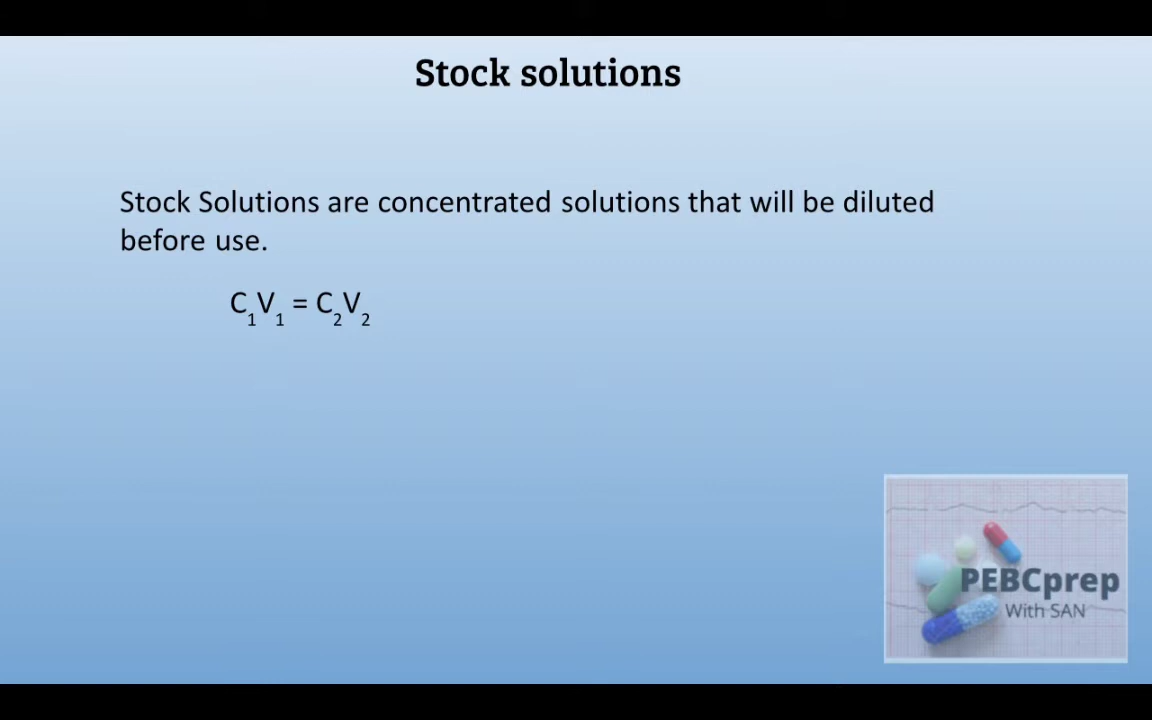 Stock solutions
Stock Solutions are concentrated solutions that will be diluted
before use.
C₁V₁ = C₂V₂
PEBCprep
With SAN